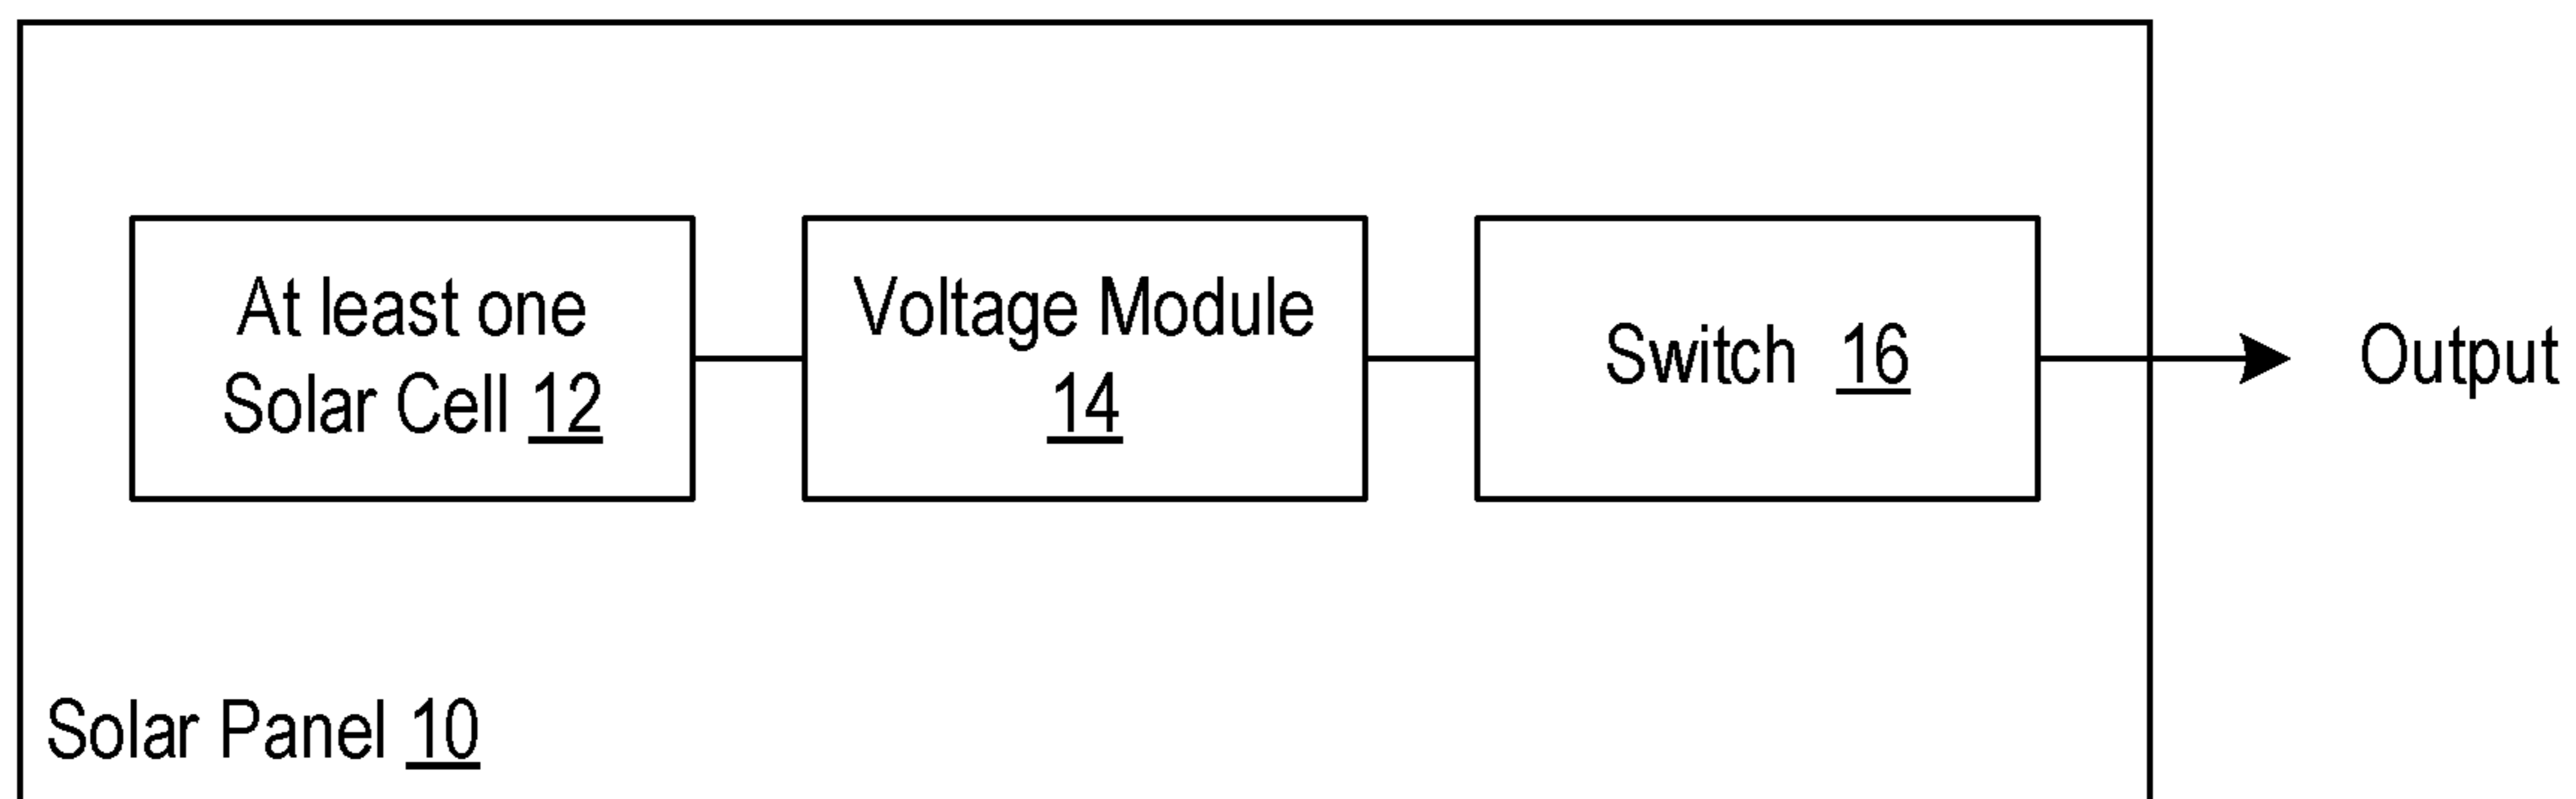 At least one
Solar Cell 12
Voltage Module
14
Switch 16
Output
Solar Panel 10